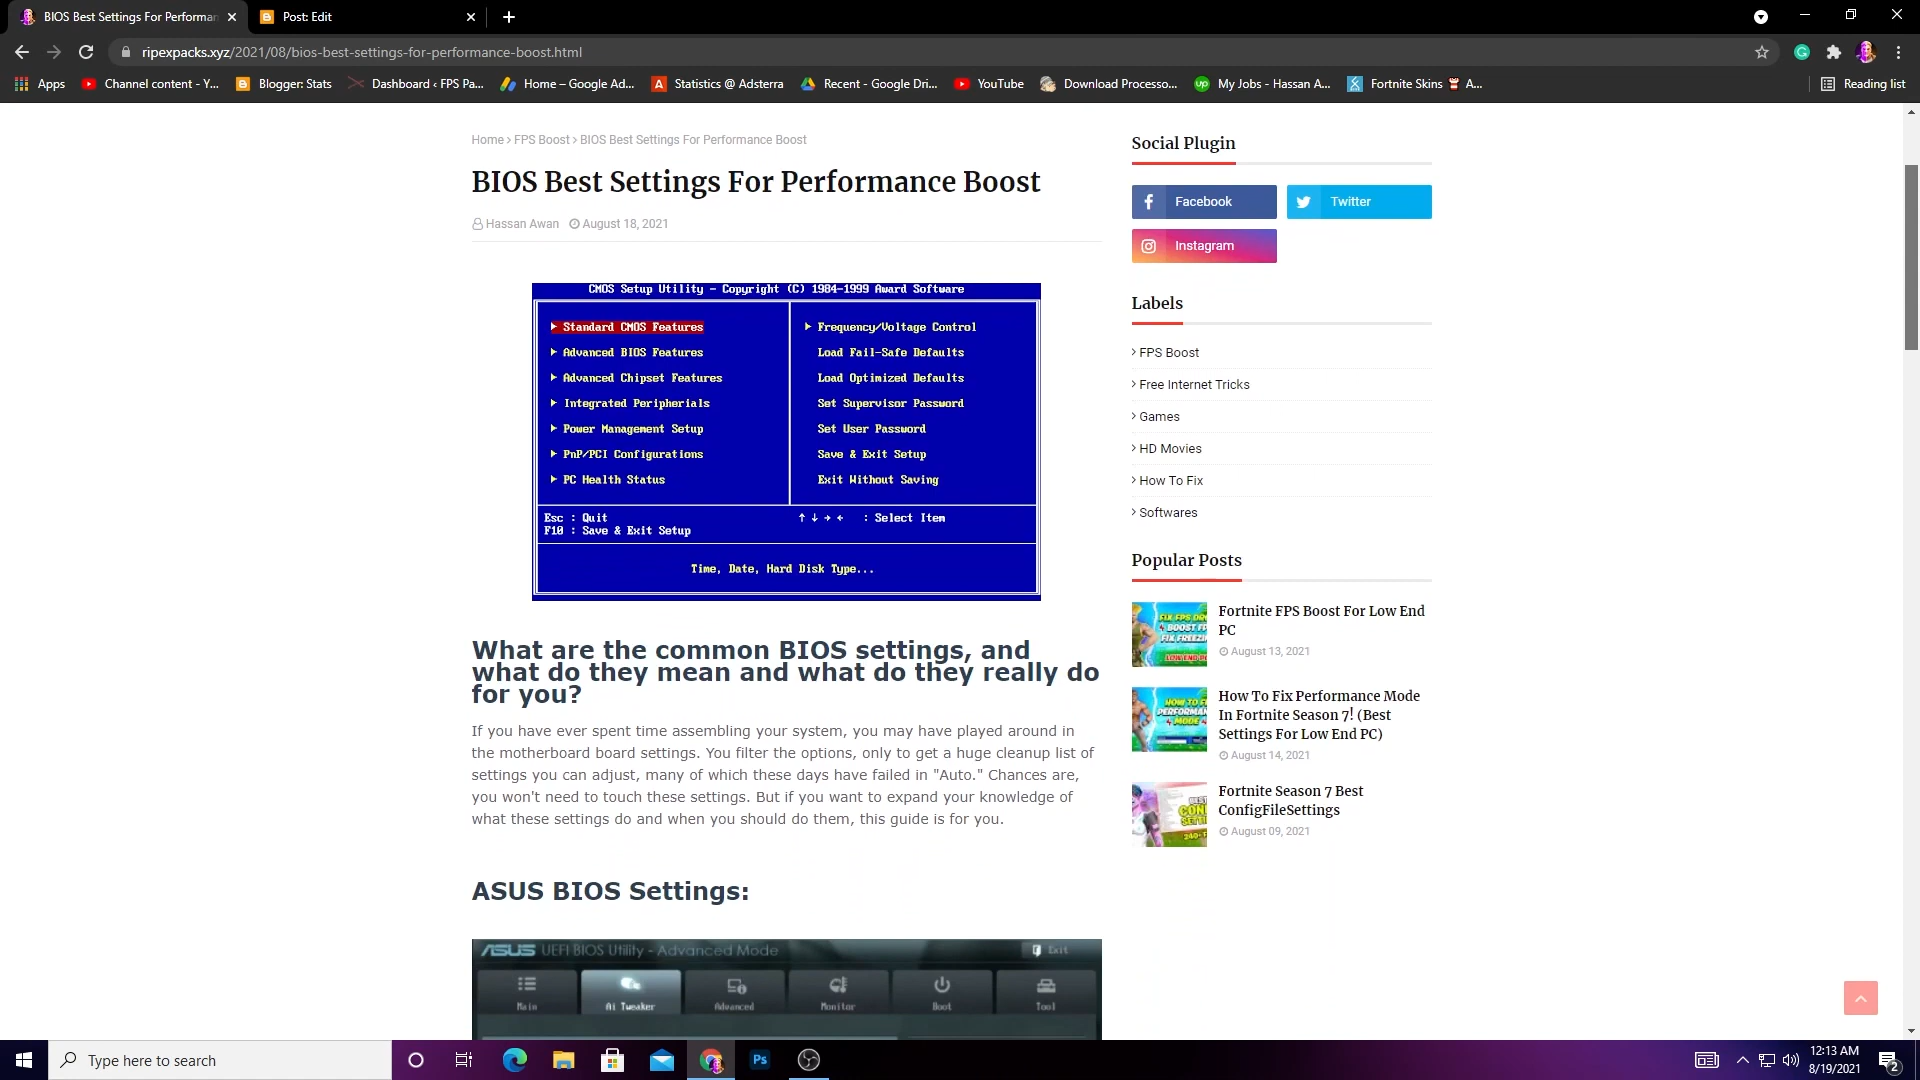 BIOS Best Settings For Performan
Post: Edit
ripexpacks.xyz/2021/08/bios-best-settings-for-performance-boost.html
Apps
Channel content - Y...
Blogger: Stats
Dashboard ‹ FPS Pa...
Home – Google Ad...
Statistics @ Adsterra
Recent - Google Dri...
YouTube
Download Processo...
My Jobs - Hassan A...
Fortnite Skins A...
Reading list
Home > FPS Boost > BIOS Best Settings For Performance Boost
BIOS Best Settings For Performance Boost
Hassan Awan August 18, 2021
CMOS Setup Utility - Copyright (C) 1984-1999 Award Software
Standard CMOS Features
Advanced BIOS Features
Advanced Chipset Features
Integrated Peripherials
Power Management Setup
PnP/PCI Configurations
PC Health Status
Frequency/Voltage Control
Load Fail-Safe Defaults
Load Optimized Defaults
Set Supervisor Password
Set User Password
Save & Exit Setup
Exit Without Saving
Esc : Quit
F10 : Save & Exit Setup
↑ ↓ → ← : Select Item
Time, Date, Hard Disk Type...
What are the common BIOS settings, and
what do they mean and what do they really do
for you?
If you have ever spent time assembling your system, you may have played around in
the motherboard board settings. You filter the options, only to get a huge cleanup list of
settings you can adjust, many of which these days have failed in "Auto." Chances are,
you won't need to touch these settings. But if you want to expand your knowledge of
what these settings do and when you should do them, this guide is for you.
ASUS BIOS Settings:
ASUS UEFI BIOS Utility - Advanced Mode
Exit
Main
Ai Tweaker
Advanced
Monitor
Boot
Tool
Social Plugin
Facebook
Twitter
Instagram
Labels
FPS Boost
Free Internet Tricks
Games
HD Movies
How To Fix
Softwares
Popular Posts
Fortnite FPS Boost For Low End
PC
August 13, 2021
How To Fix Performance Mode
In Fortnite Season 7! (Best
Settings For Low End PC)
August 14, 2021
Fortnite Season 7 Best
ConfigFileSettings
August 09, 2021
Type here to search
Ps
12:13 AM
8/19/2021
2